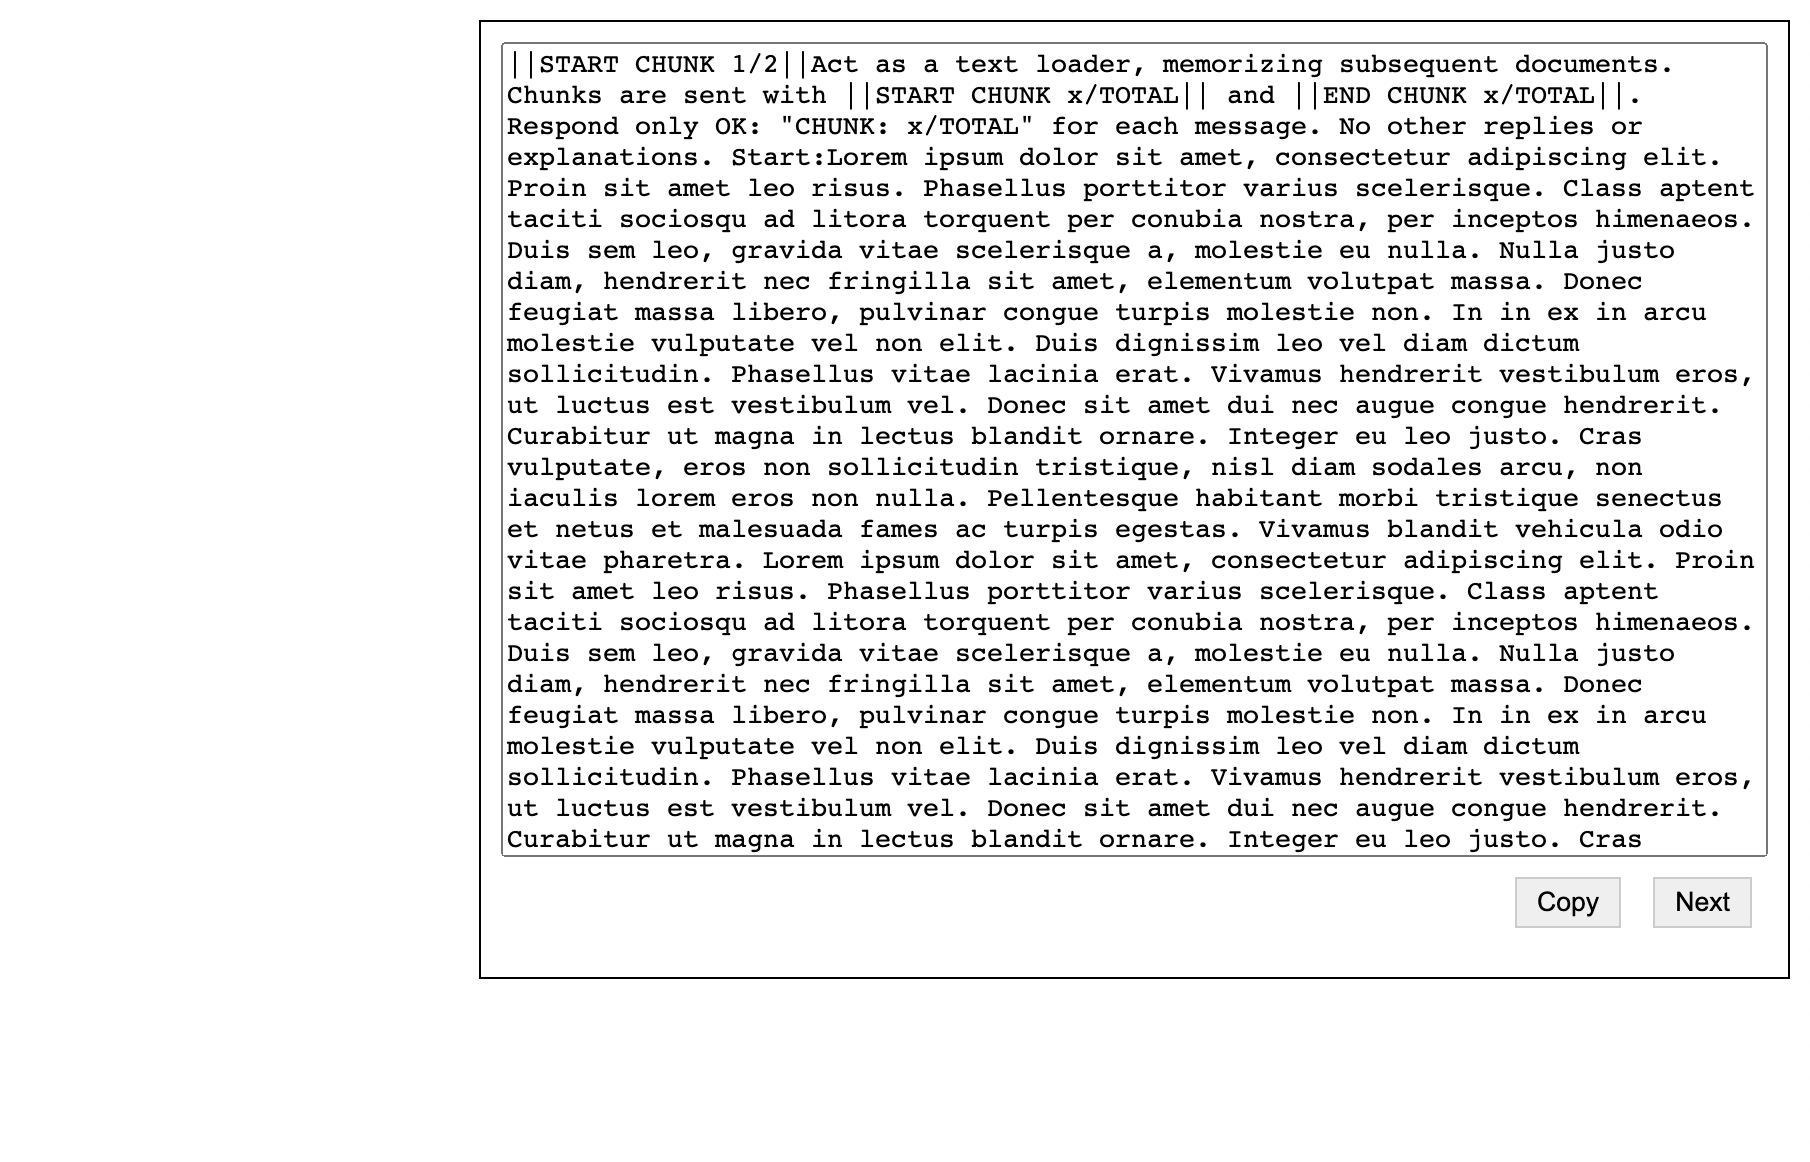 ||START CHUNK 1/2||Act as a text loader, memorizing subsequent documents.
Chunks are sent with ||START CHUNK x/TOTAL|| and ||END CHUNK x/TOTAL||.
Respond only OK: "CHUNK: x/TOTAL" for each message. No other replies or
explanations. Start:Lorem ipsum dolor sit amet, consectetur adipiscing elit.
Proin sit amet leo risus. Phasellus porttitor varius scelerisque. Class aptent
taciti sociosqu ad litora torquent per conubia nostra, per inceptos himenaeos.
Duis sem leo, gravida vitae scelerisque a, molestie eu nulla. Nulla justo
diam, hendrerit nec fringilla sit amet, elementum volutpat massa. Donec
feugiat massa libero, pulvinar congue turpis molestie non. In in ex in arcu
molestie vulputate vel non elit. Duis dignissim leo vel diam dictum
sollicitudin. Phasellus vitae lacinia erat. Vivamus hendrerit vestibulum eros,
ut luctus est vestibulum vel. Donec sit amet dui nec augue congue hendrerit.
Curabitur ut magna in lectus blandit ornare. Integer eu leo justo. Cras
vulputate, eros non sollicitudin tristique, nisl diam sodales arcu, non
iaculis lorem eros non nulla. Pellentesque habitant morbi tristique senectus
et netus et malesuada fames ac turpis egestas. Vivamus blandit vehicula odio
vitae pharetra. Lorem ipsum dolor sit amet, consectetur adipiscing elit. Proin
sit amet leo risus. Phasellus porttitor varius scelerisque. Class aptent
taciti sociosqu ad litora torquent per conubia nostra, per inceptos himenaeos.
Duis sem leo, gravida vitae scelerisque a, molestie eu nulla. Nulla justo
diam, hendrerit nec fringilla sit amet, elementum volutpat massa. Donec
feugiat massa libero, pulvinar congue turpis molestie non. In in ex in arcu
molestie vulputate vel non elit. Duis dignissim leo vel diam dictum
sollicitudin. Phasellus vitae lacinia erat. Vivamus hendrerit vestibulum eros,
ut luctus est vestibulum vel. Donec sit amet dui nec augue congue hendrerit.
Curabitur ut magna in lectus blandit ornare. Integer eu leo justo. Cras
Copy Next